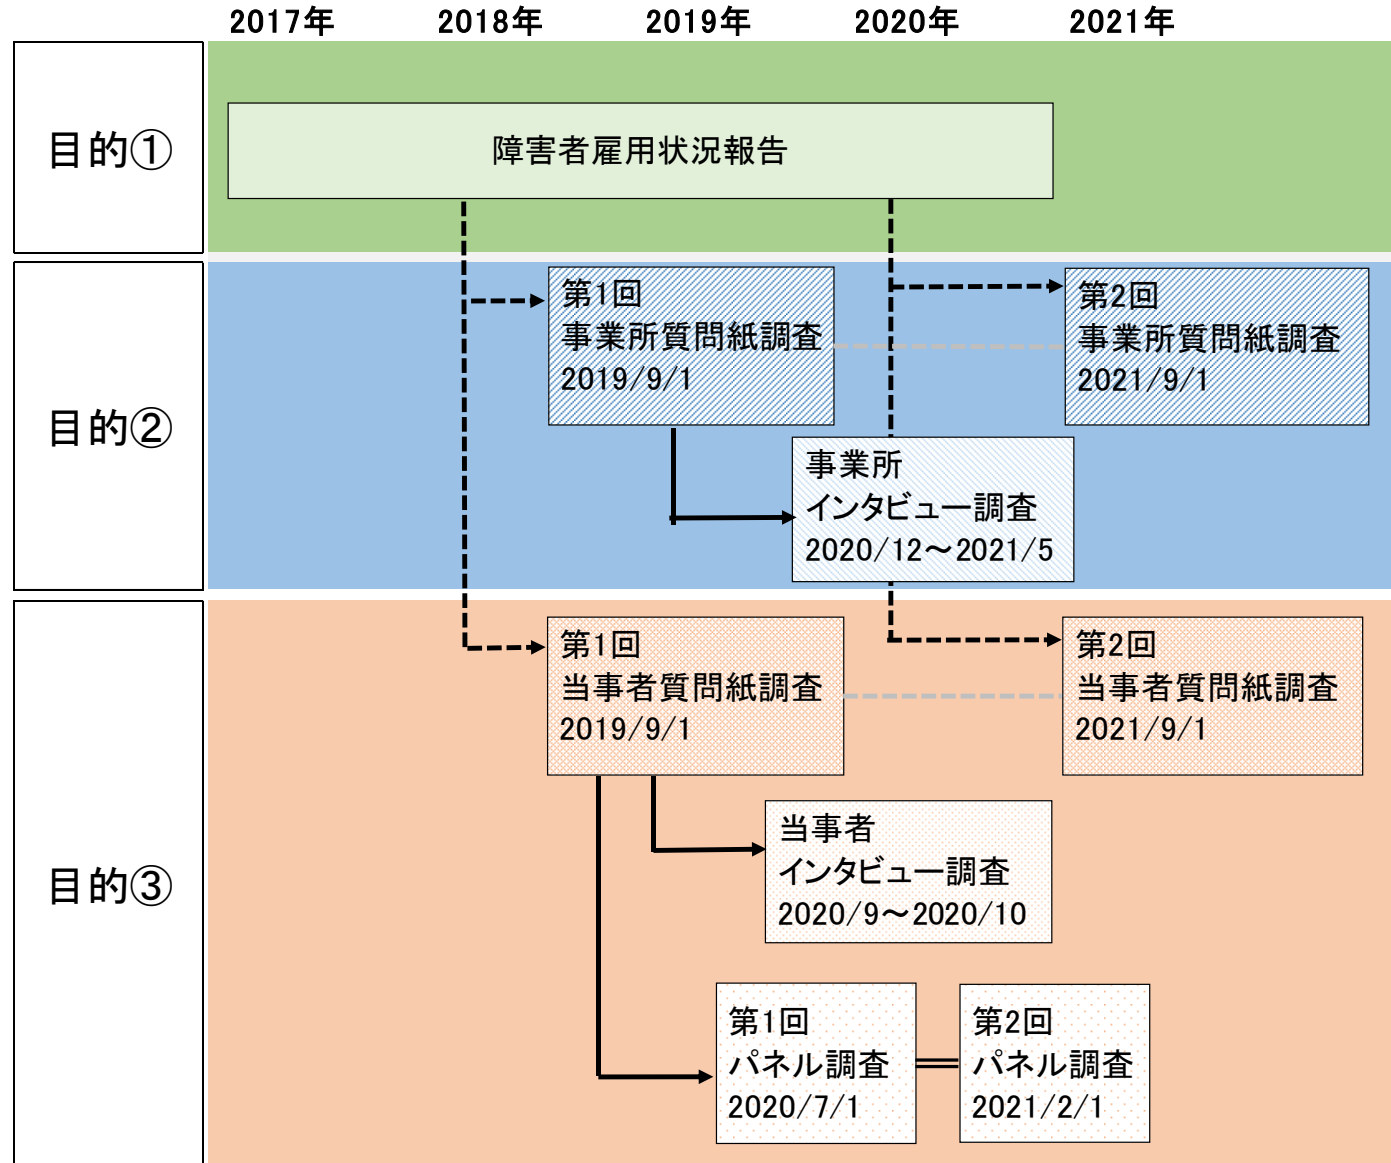 2017年 2018年 2019年 2020年 2021年
目的①
障害者雇用状況報告
目的②
第1回
事業所質問紙調査
2019/9/1
第2回
事業所質問紙調査
2021/9/1
事業所
インタビュー調査
2020/12～2021/5
目的③
第1回
当事者質問紙調査
2019/9/1
第2回
当事者質問紙調査
2021/9/1
当事者
インタビュー調査
2020/9～2020/10
第1回
パネル調査
2020/7/1
第2回
パネル調査
2021/2/1